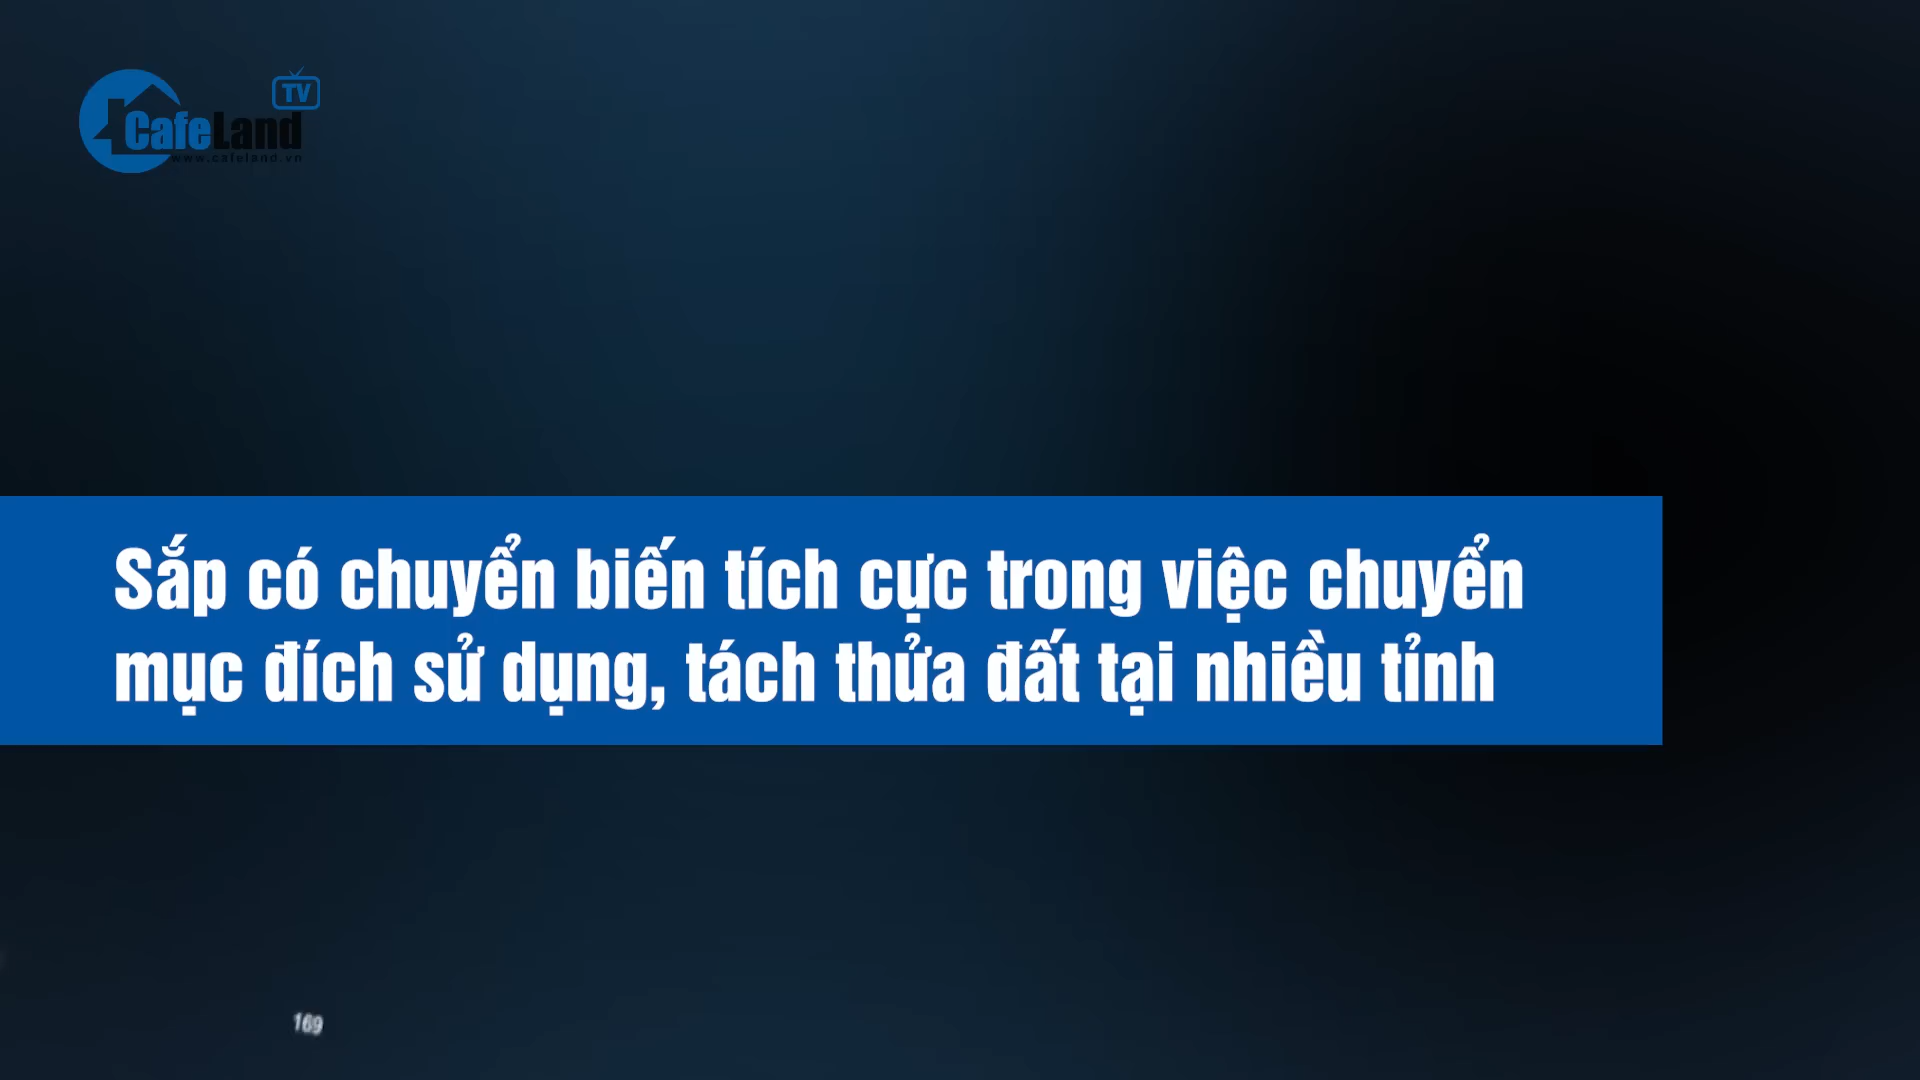 TV
CafeLand
www.cafeland.vn
Sắp có chuyển biến tích cực trong việc chuyển
mục đích sử dụng, tách thửa đất tại nhiều tỉnh
169